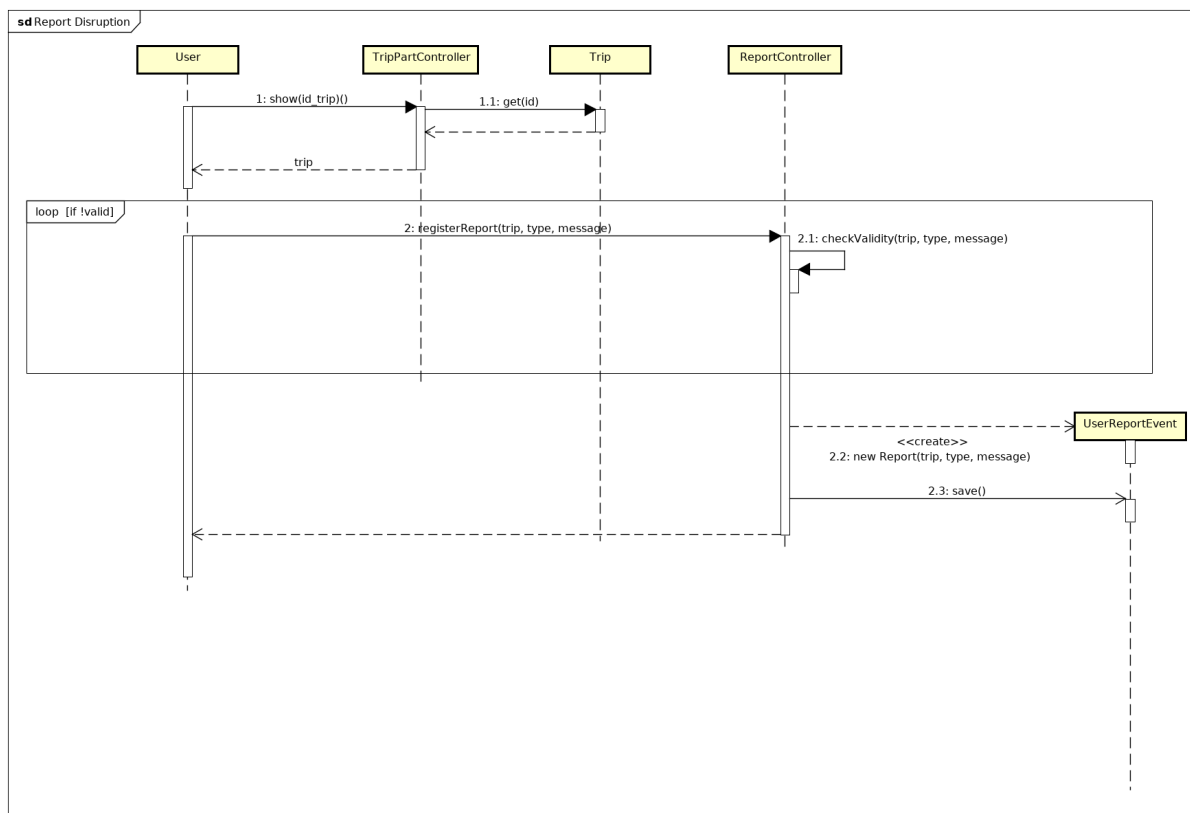 sd Report Disruption
User
TripPartController
Trip
ReportController
1: show(id_trip)()
1.1: get(id)
trip
loop [if !valid]
2: registerReport(trip, type, message)
2.1: checkValidity(trip, type, message)
UserReportEvent
<<create>>
2.2: new Report(trip, type, message)
2.3: save()